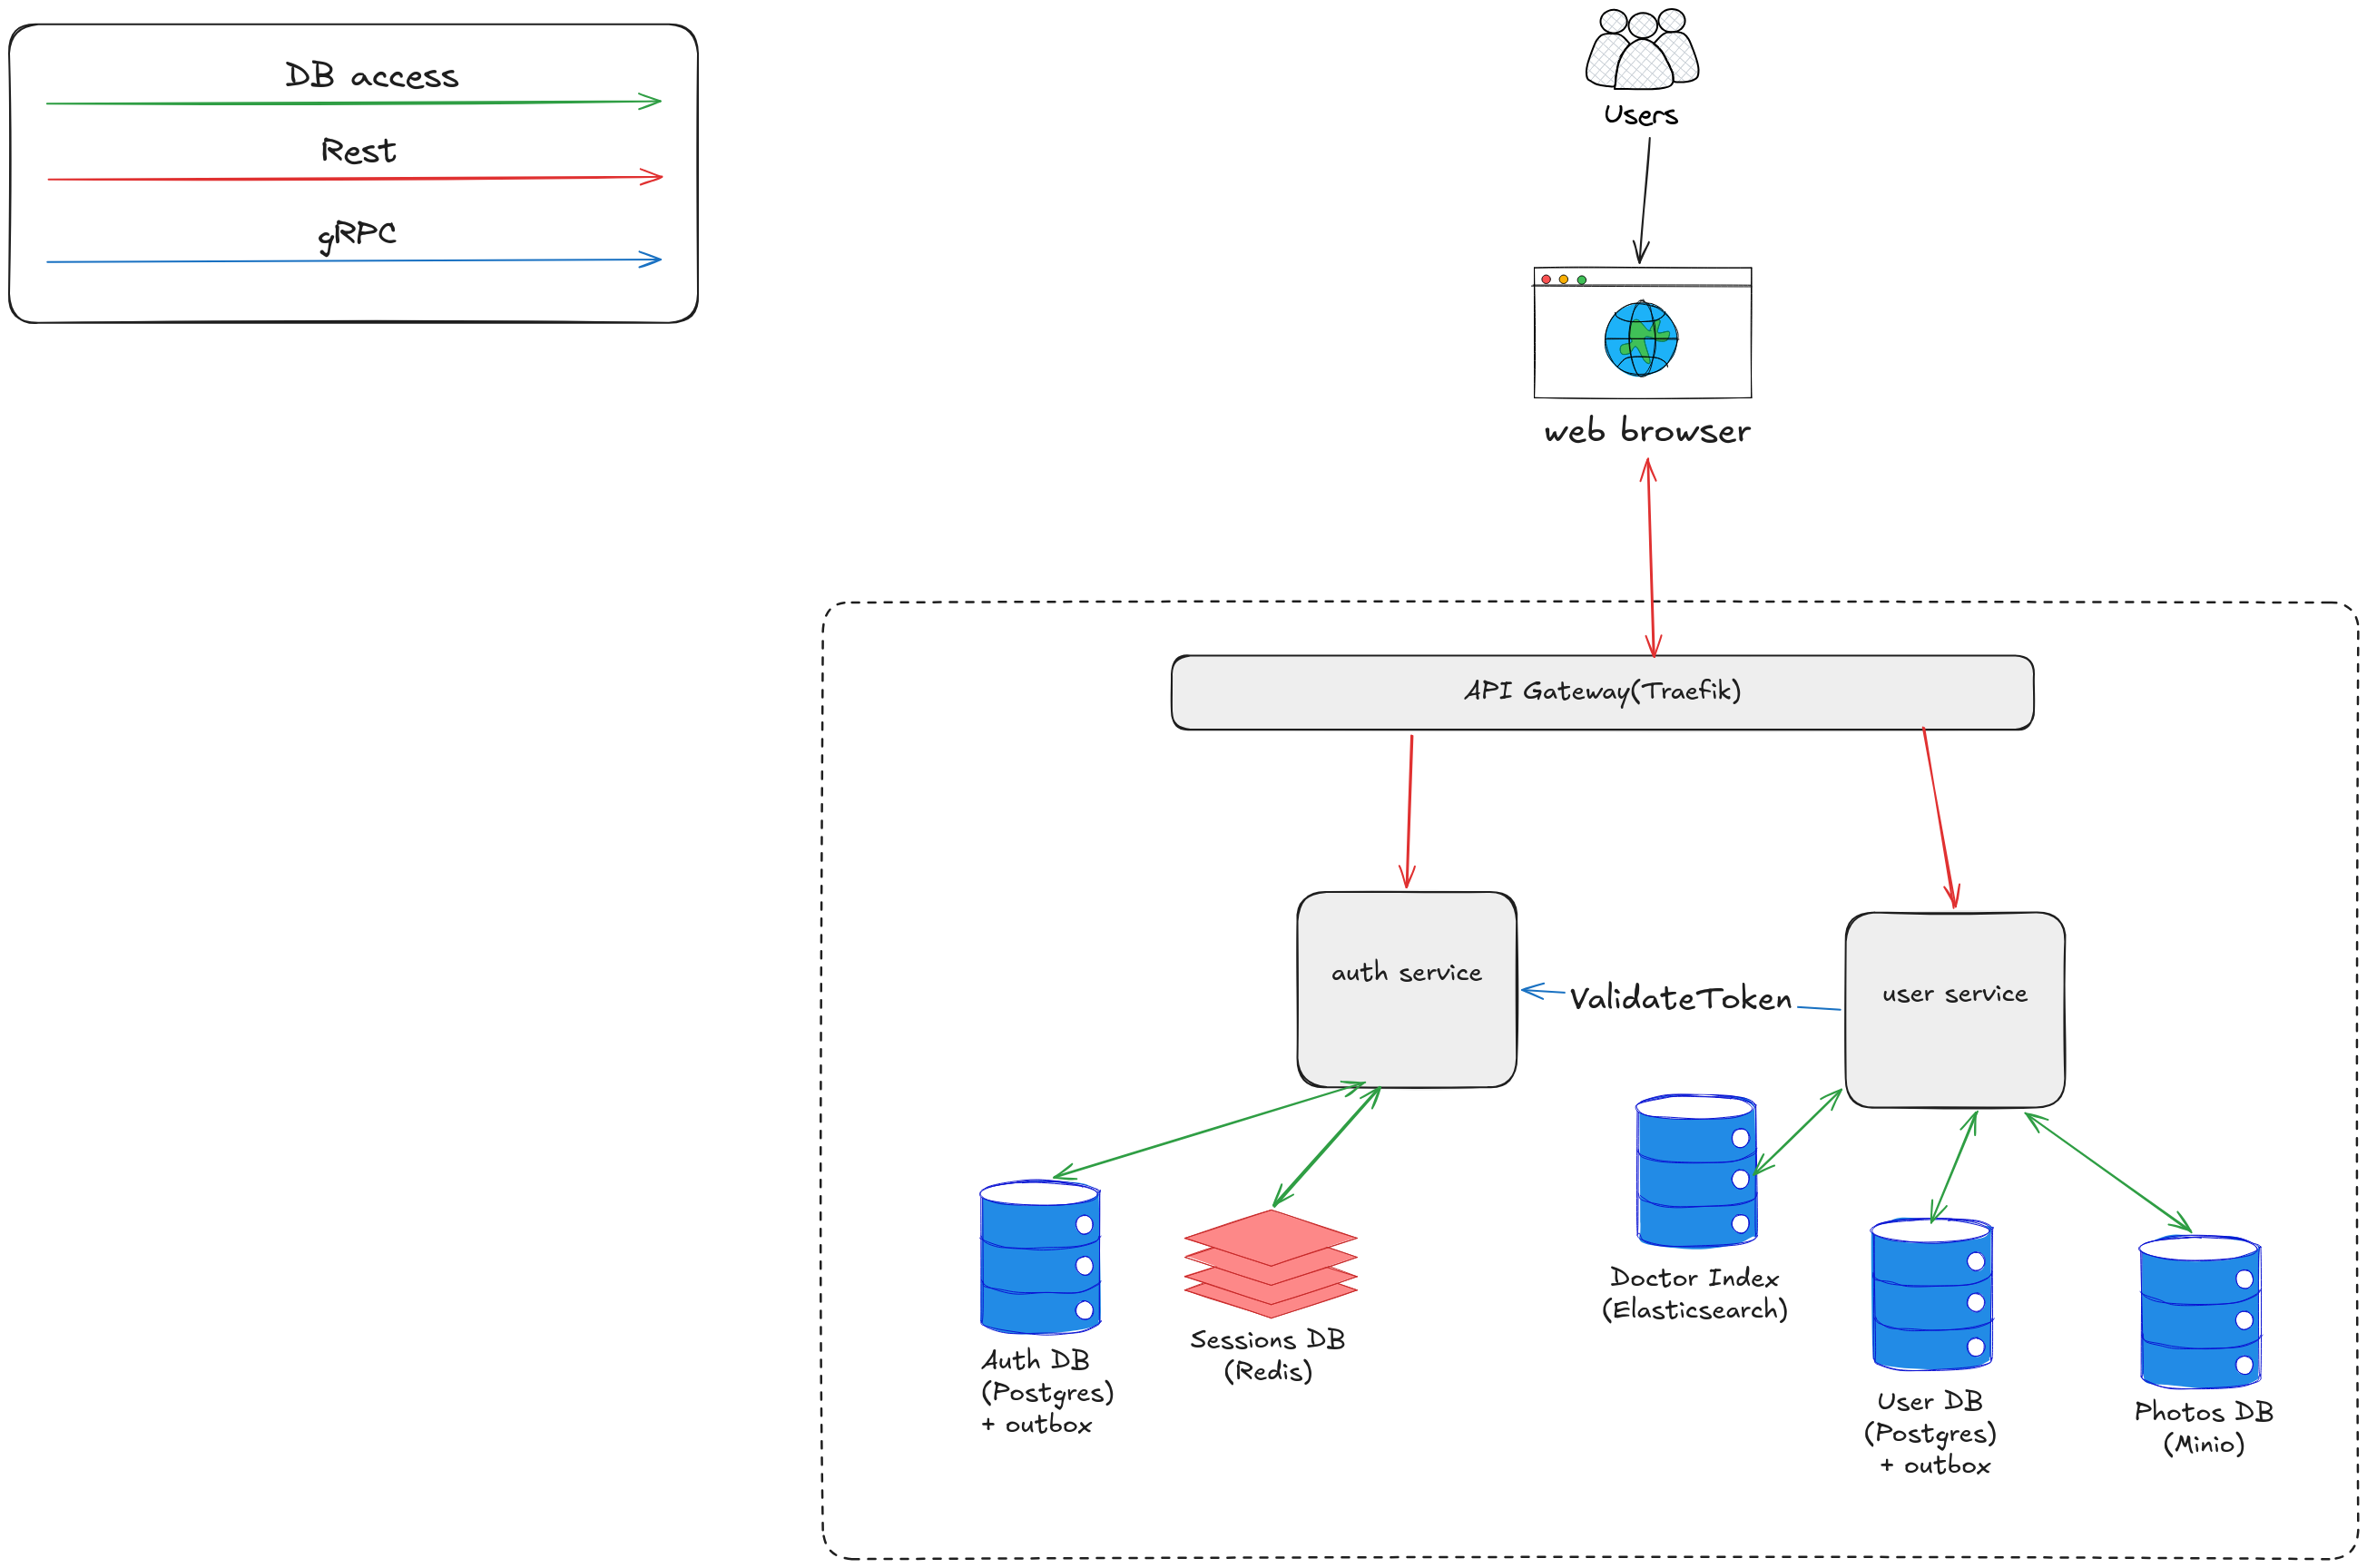 DB access
Rest
gRPC
Users
web browser
API Gateway(Traefik)
auth service
ValidateToken
user service
Doctor Index
(Elasticsearch)
Sessions DB
(Redis)
Auth DB
(Postgres)
+ outbox
User DB
(Postgres)
+ outbox
Photos DB
(Minio)